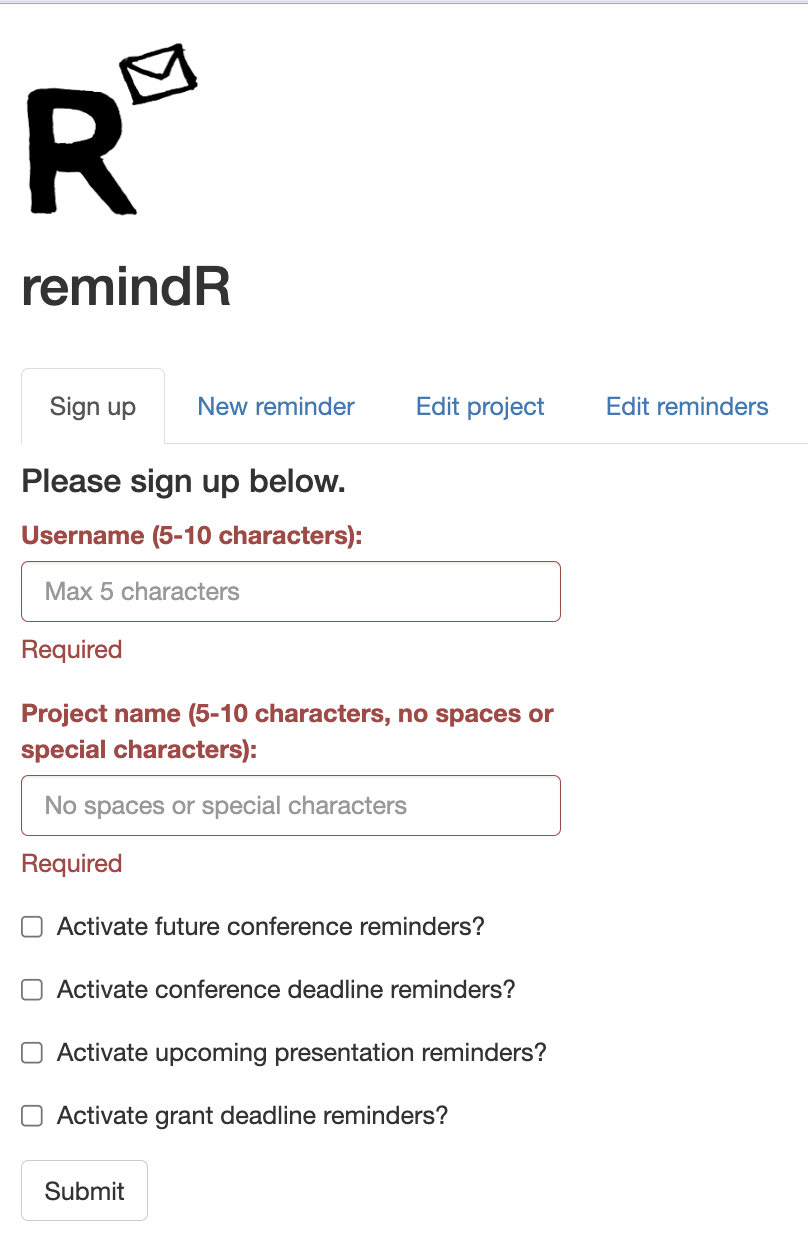 R
remindR
Sign up New reminder Edit project Edit reminders
Please sign up below.
Username (5-10 characters):
Max 5 characters
Required
Project name (5-10 characters, no spaces or
special characters):
No spaces or special characters
Required
Activate future conference reminders?
Activate conference deadline reminders?
Activate upcoming presentation reminders?
Activate grant deadline reminders?
Submit